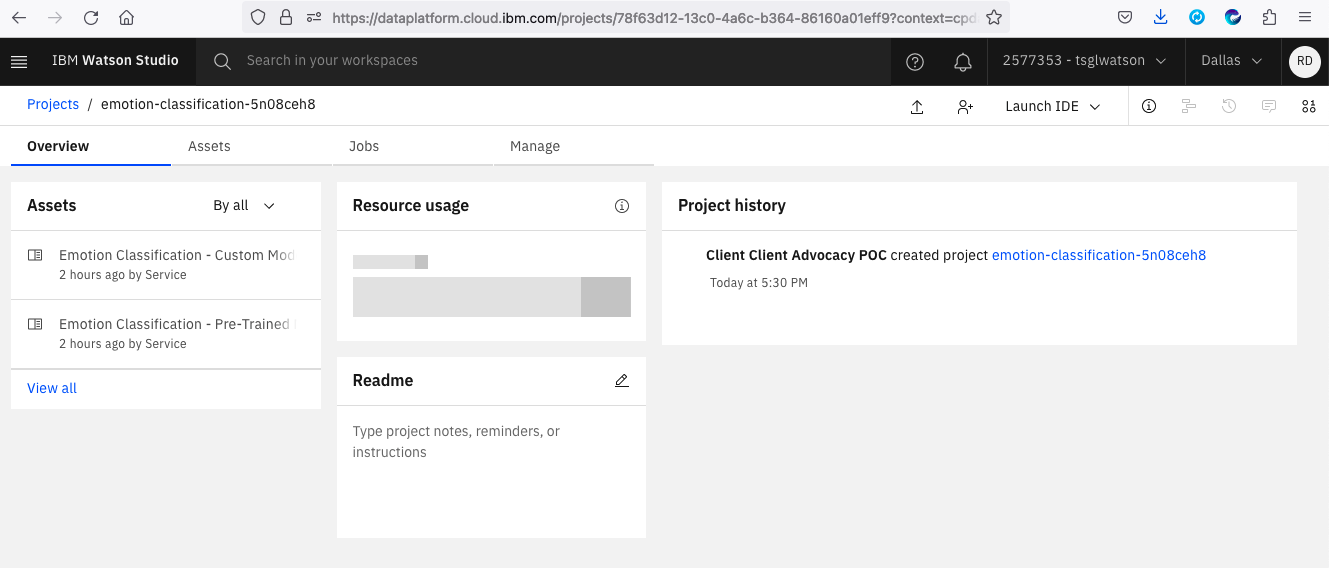 https://dataplatform.cloud.ibm.com/projects/78f63d12-13c0-4a6c-b364-86160a01eff9?context=cpd
IBM Watson Studio
Search in your workspaces
2577353 - tsglwatson
Dallas
RD
Projects / emotion-classification-5n08ceh8
Launch IDE
Overview
Assets
Jobs
Manage
Assets
By all
Emotion Classification - Custom Mod
2 hours ago by Service
Emotion Classification - Pre-Trained
2 hours ago by Service
View all
Resource usage
Readme
Type project notes, reminders, or
instructions
Project history
Client Client Advocacy POC created project emotion-classification-5n08ceh8
Today at 5:30 PM